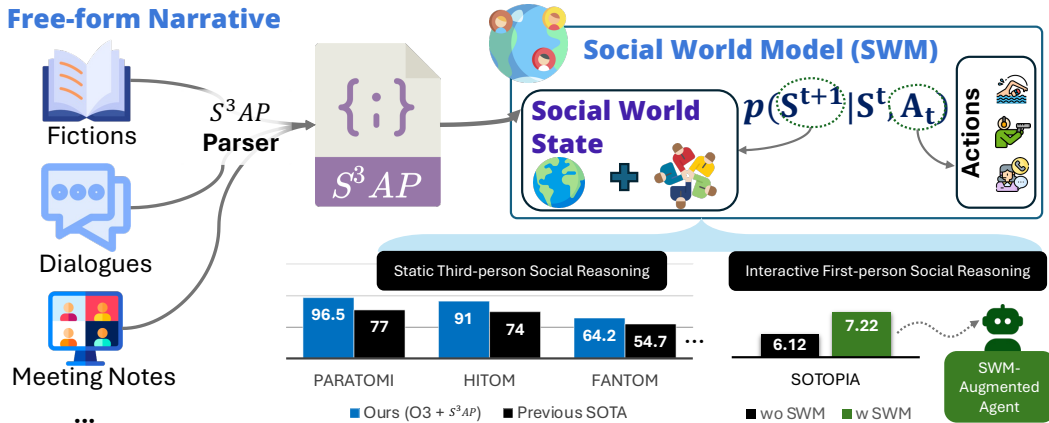 Free-form Narrative
Fictions
Dialogues
Meeting Notes
...
S³AP
Parser
{;}
S³AP
Social World Model (SWM)
Social World
State
p(S^{t+1}|S^t, A_t)
Actions
Static Third-person Social Reasoning
96.5
77
91
74
64.2
54.7
...
PARATOMI
HITOM
FANTOM
Ours (O3 + S³AP)
Previous SOTA
Interactive First-person Social Reasoning
6.12
7.22
SOTOPIA
wo SWM
w SWM
SWM-
Augmented
Agent